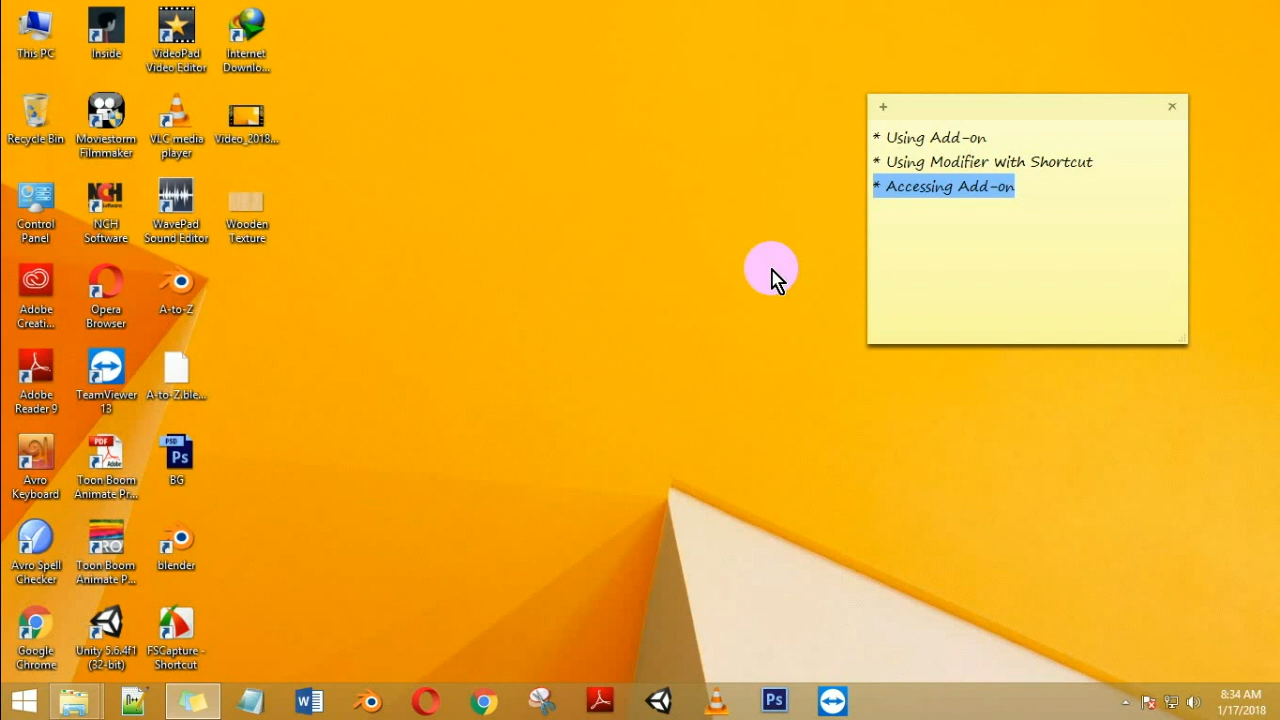 This PC
Inside
VideoPad
Video Editor
Internet
Downlo...
Recycle Bin
Moviestorm
Filmmaker
VLC media
player
Video_2018...
Control
Panel
NCH
Software
WavePad
Sound Editor
Wooden
Texture
Adobe
Creati...
Opera
Browser
A-to-Z
Adobe
Reader 9
TeamViewer
13
A-to-Z.ble...
Avro
Keyboard
Toon Boom
Animate Pr...
BG
Avro Spell
Checker
Toon Boom
Animate P...
blender
Google
Chrome
Unity 5.6.4f1
(32-bit)
FSCapture -
Shortcut
+
* Using Add-on
* Using Modifier With Shortcut
* Accessing Add-on
8:34 AM
1/17/2018